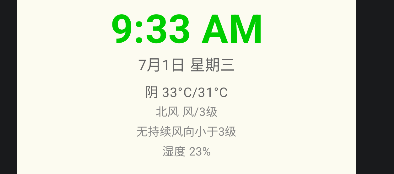 9:33 AM
7月1日 星期三
阴 33°C/31°C
北风 风/3级
无持续风向小于3级
湿度 23%